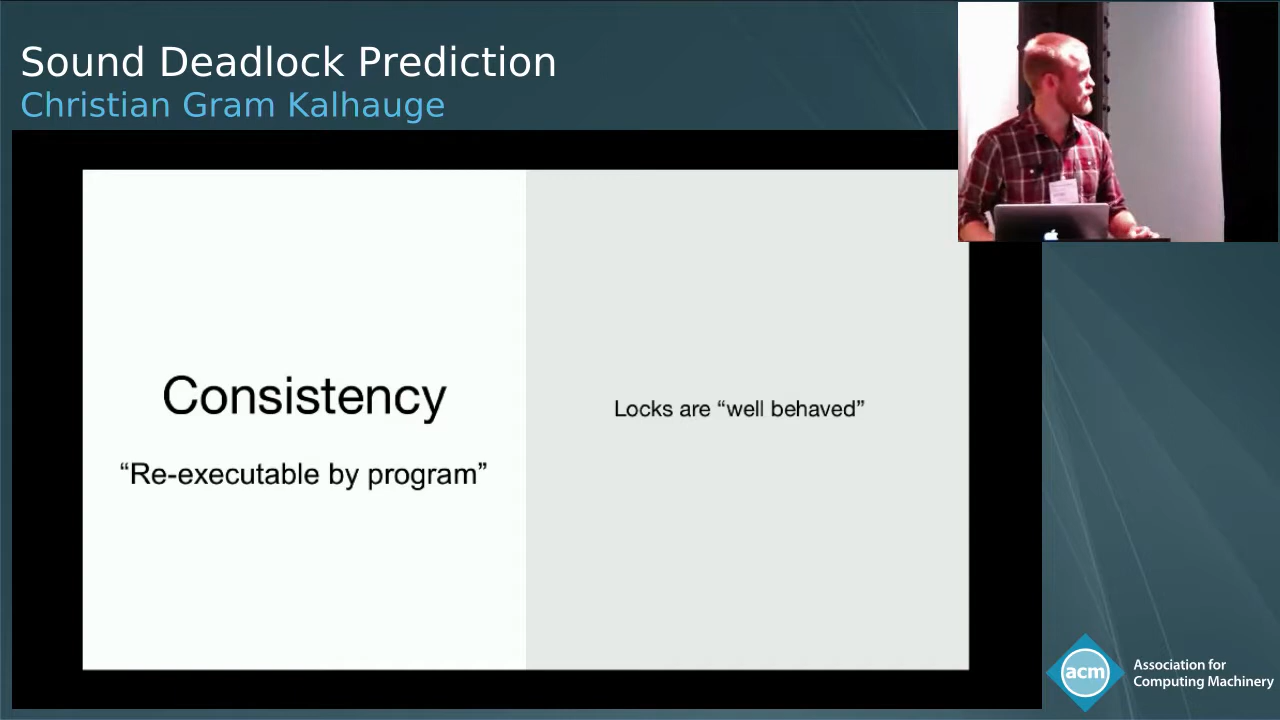 Sound Deadlock Prediction
Christian Gram Kalhauge
Consistency
“Re-executable by program”
Locks are “well behaved”
acm
Association for
Computing Machinery